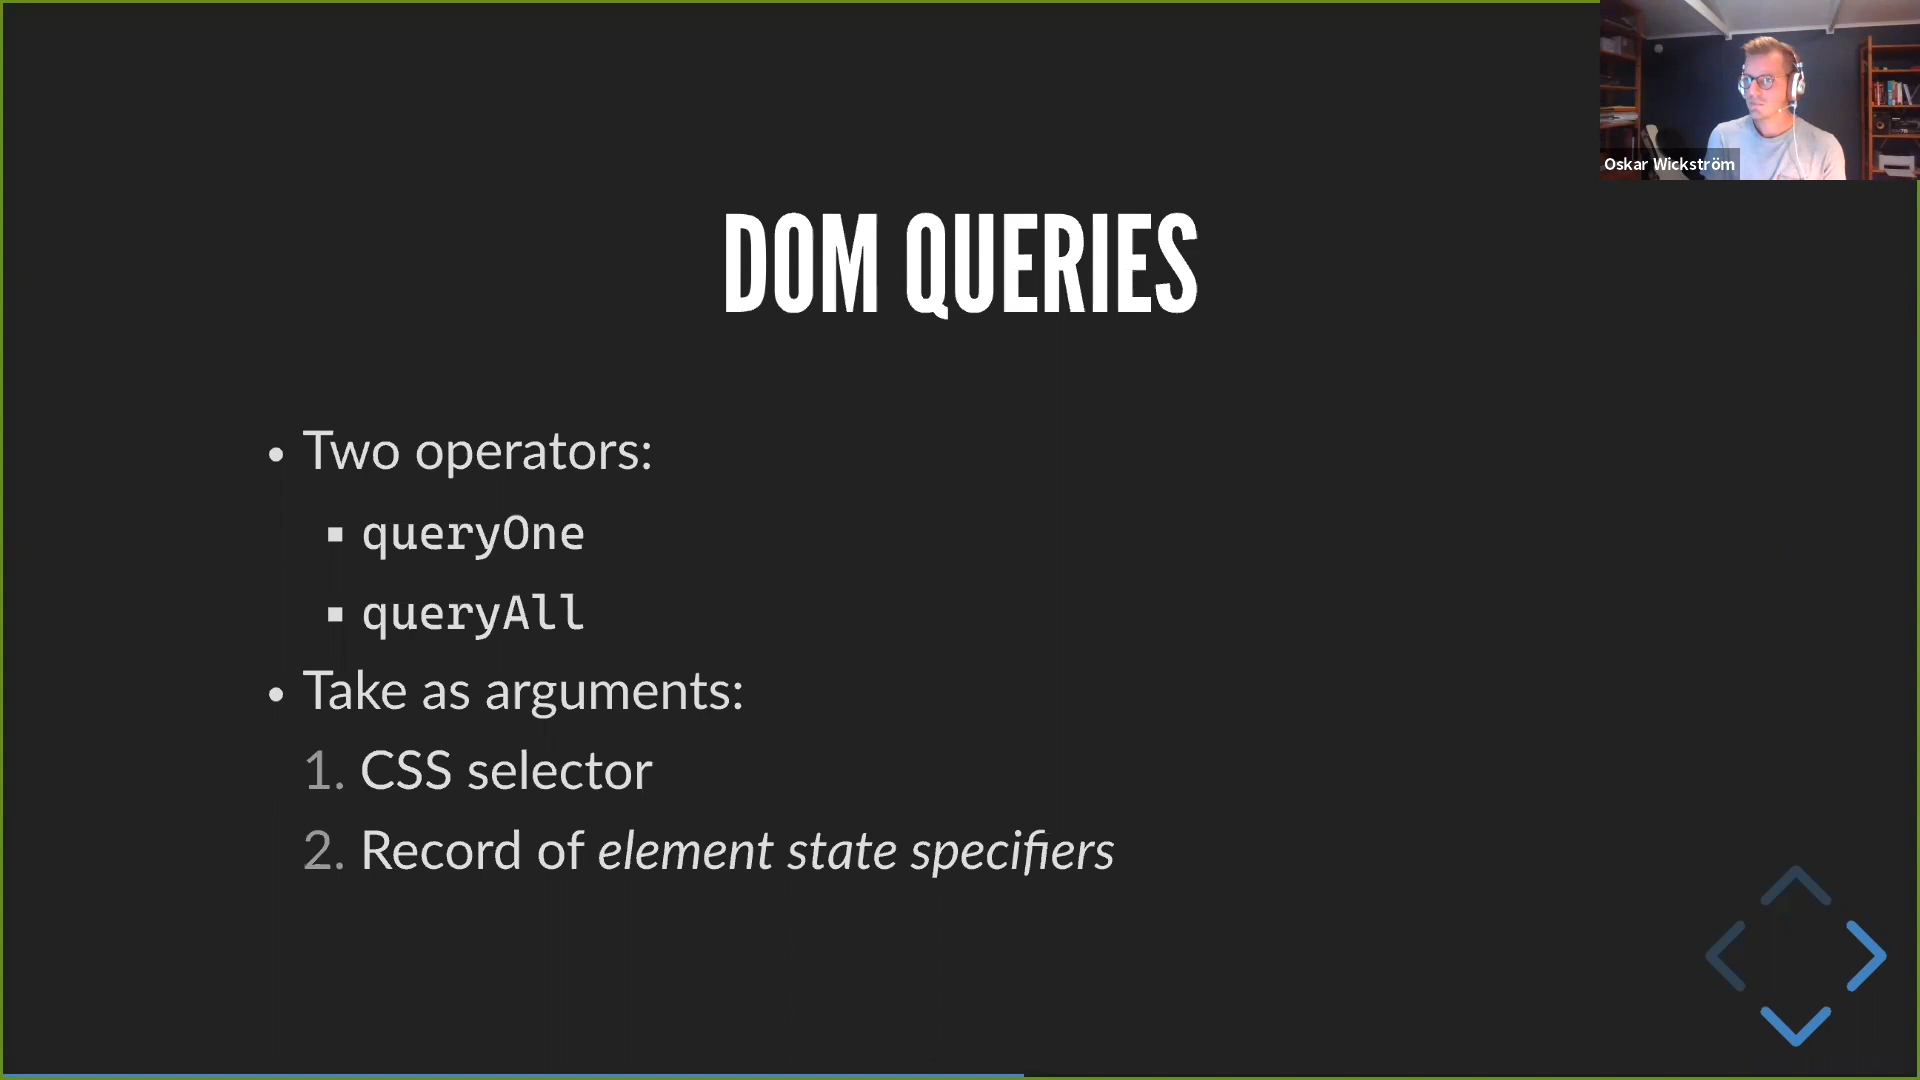 Oskar Wickström
DOM QUERIES
• Two operators:
▪ queryOne
▪ queryAll
• Take as arguments:
1. CSS selector
2. Record of element state specifiers